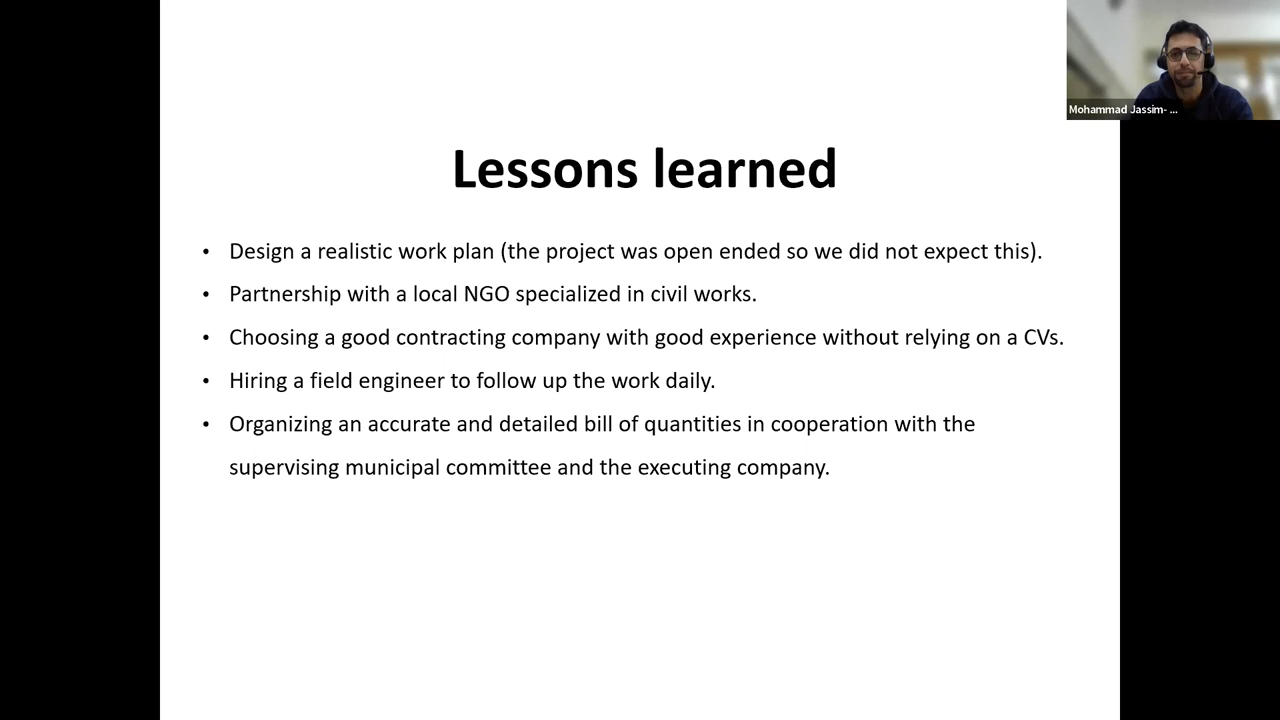 Mohammad Jassim- ...
Lessons learned
• Design a realistic work plan (the project was open ended so we did not expect this).
• Partnership with a local NGO specialized in civil works.
• Choosing a good contracting company with good experience without relying on a CVs.
• Hiring a field engineer to follow up the work daily.
• Organizing an accurate and detailed bill of quantities in cooperation with the
supervising municipal committee and the executing company.